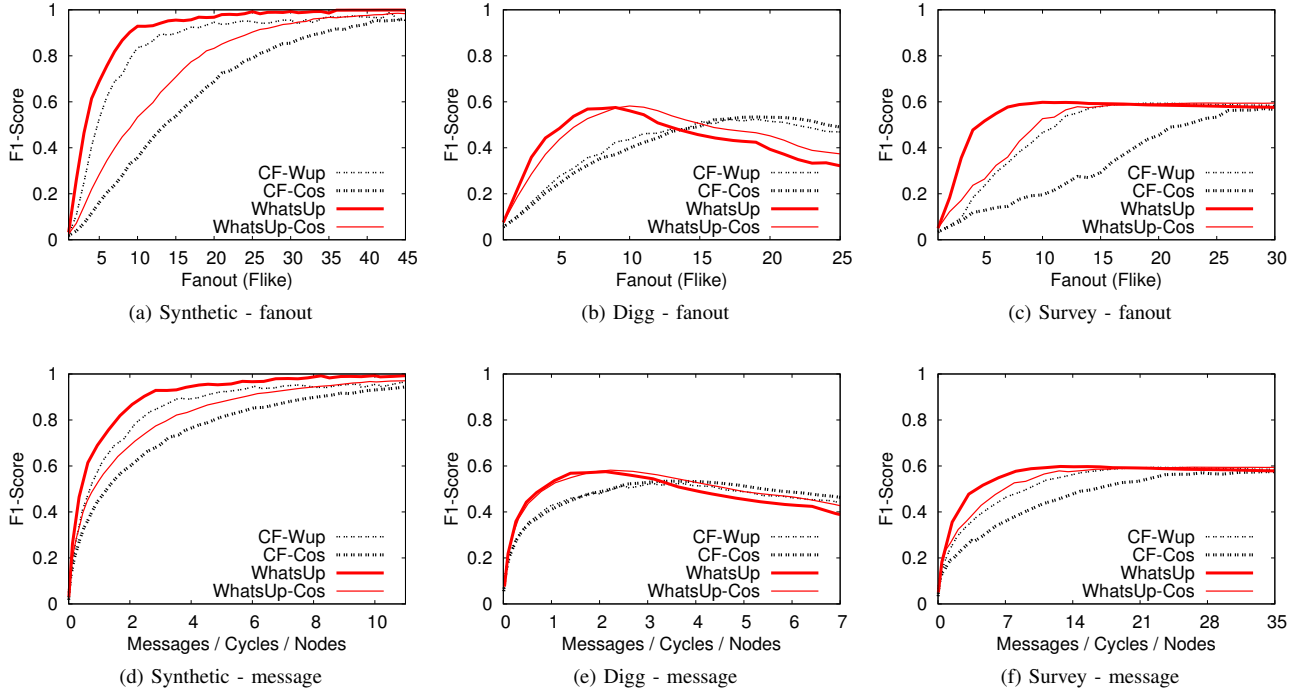 1
0.8
0.6
0.4
0.2
0
F1-Score
5 10 15 20 25 30 35 40 45
Fanout (Flike)
CF-Wup
CF-Cos
WhatsUp
WhatsUp-Cos
(a) Synthetic - fanout
1
0.8
0.6
0.4
0.2
0
F1-Score
5 10 15 20 25
Fanout (Flike)
CF-Wup
CF-Cos
WhatsUp
WhatsUp-Cos
(b) Digg - fanout
1
0.8
0.6
0.4
0.2
0
F1-Score
5 10 15 20 25 30
Fanout (Flike)
CF-Wup
CF-Cos
WhatsUp
WhatsUp-Cos
(c) Survey - fanout
1
0.8
0.6
0.4
0.2
0
F1-Score
0 2 4 6 8 10
Messages / Cycles / Nodes
CF-Wup
CF-Cos
WhatsUp
WhatsUp-Cos
(d) Synthetic - message
1
0.8
0.6
0.4
0.2
0
F1-Score
0 1 2 3 4 5 6 7
Messages / Cycles / Nodes
CF-Wup
CF-Cos
WhatsUp
WhatsUp-Cos
(e) Digg - message
1
0.8
0.6
0.4
0.2
0
F1-Score
0 7 14 21 28 35
Messages / Cycles / Nodes
CF-Wup
CF-Cos
WhatsUp
WhatsUp-Cos
(f) Survey - message